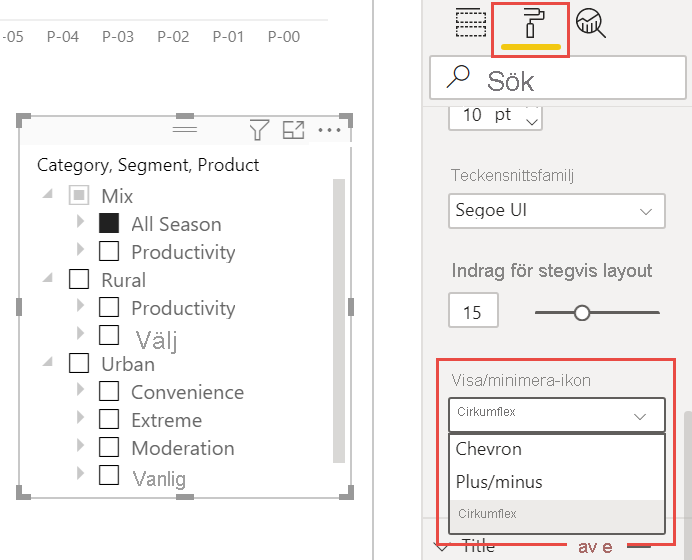 -05 P-04 P-03 P-02 P-01 P-00
Category, Segment, Product
Mix
All Season
Productivity
Rural
Productivity
Välj
Urban
Convenience
Extreme
Moderation
Vanlig
Sök
10 pt
Teckensnittsfamilj
Segoe UI
Indrag för stegvis layout
15
Visa/minimera-ikon
Cirkumflex
Chevron
Plus/minus
Cirkumflex
Title av e